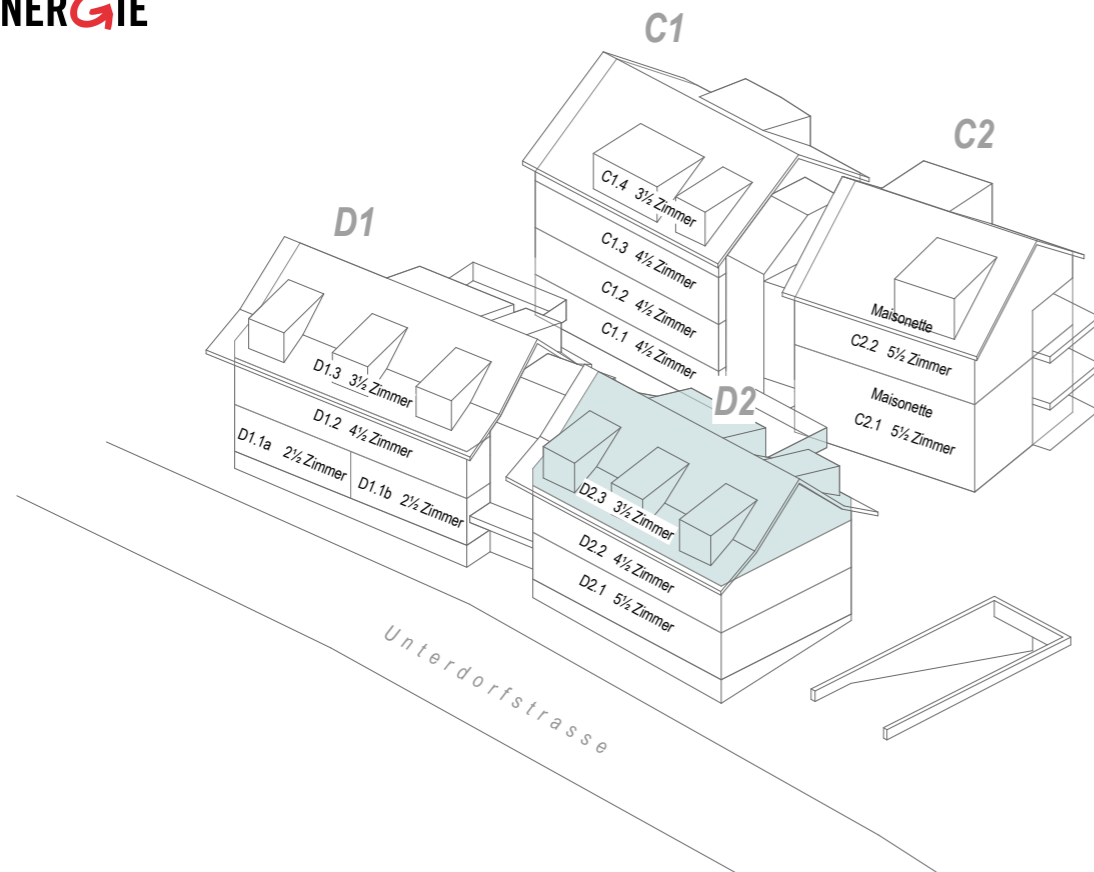 NERGIE
C1
C2
D1
D2
C1.4 3½ Zimmer
C1.3 4½ Zimmer
C1.2 4½ Zimmer
C1.1 4½ Zimmer
Maisonette
C2.2 5½ Zimmer
Maisonette
C2.1 5½ Zimmer
D1.3 3½ Zimmer
D1.2 4½ Zimmer
D1.1a 2½ Zimmer
D1.1b 2½ Zimmer
D2.3 3½ Zimmer
D2.2 4½ Zimmer
D2.1 5½ Zimmer
Unterdorfstrasse